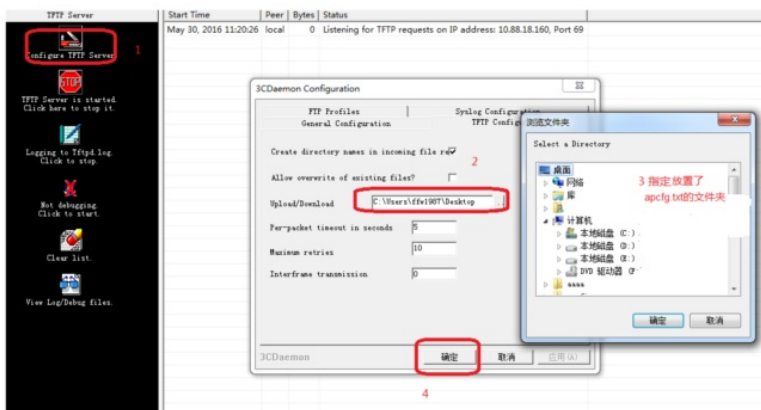 TFTP Server
Start Time Peer Bytes Status
May 30, 2016 11:20:26 local 0 Listening for TFTP requests on IP address: 10.88.18.160, Port 69
1
Configure TFTP Server
STOP
TFTP Server is started.
Click here to stop it.
Logging to Tftpd.log.
Click to stop.
Not debugging.
Click to start.
Clear list.
View Log/Debug files.
3CDaemon Configuration
FTP Profiles
Syslog Configuration
General Configuration
TFTP Config
Create directory names in incoming file re
2
Allow overwrite of existing files?
Upload/Download
C:\Users\ffw1987\Desktop
Per-packet timeout in seconds
5
Maximum retries
10
Interframe transmission
0
3CDaemon
确定
取消
应用(A)
4
浏览文件夹
Select a Directory
桌面
网络
库
计算机
本地磁盘 (C:)
本地磁盘 (D:)
本地磁盘 (E:)
DVD 驱动器 (F
aaaa
3 指定放置了
apcfg.txt的文件夹
确定
取消